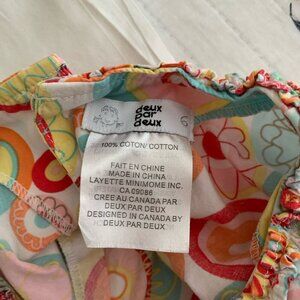 deux
par
deux
6
100% COTON/ COTTON
FAIT EN CHINE
MADE IN CHINA
LAYETTE MINIMOME INC.
CA 09086
CREE AU CANADA PAR
DEUX PAR DEUX
DESIGNED IN CANADA BY
DEUX PAR DEUX